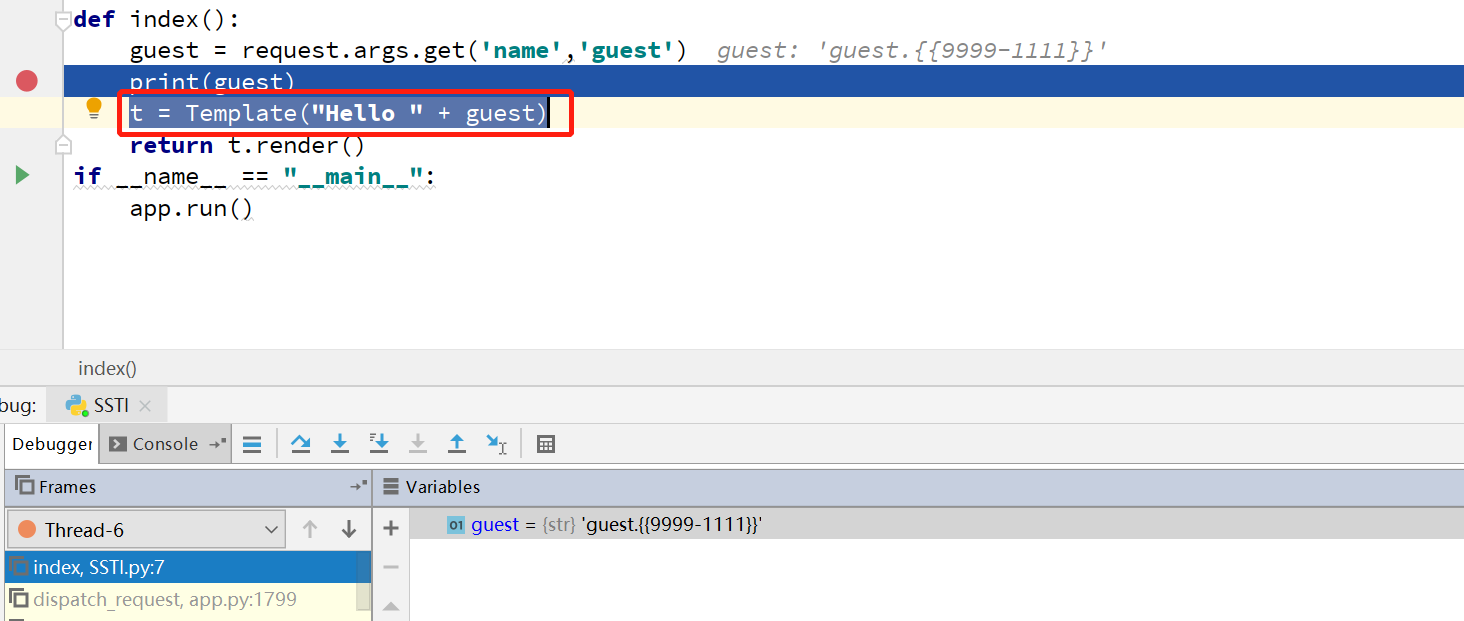 def index():
guest = request.args.get('name','guest') guest: 'guest.{{9999-1111}}'
print(guest)
t = Template("Hello " + guest)
return t.render()
if __name__ == "__main__":
app.run()
index()
bug: SSTI
Debugger Console
Frames Variables
Thread-6
01 guest = {str} 'guest.{{9999-1111}}'
index, SSTI.py:7
dispatch_request, app.py:1799